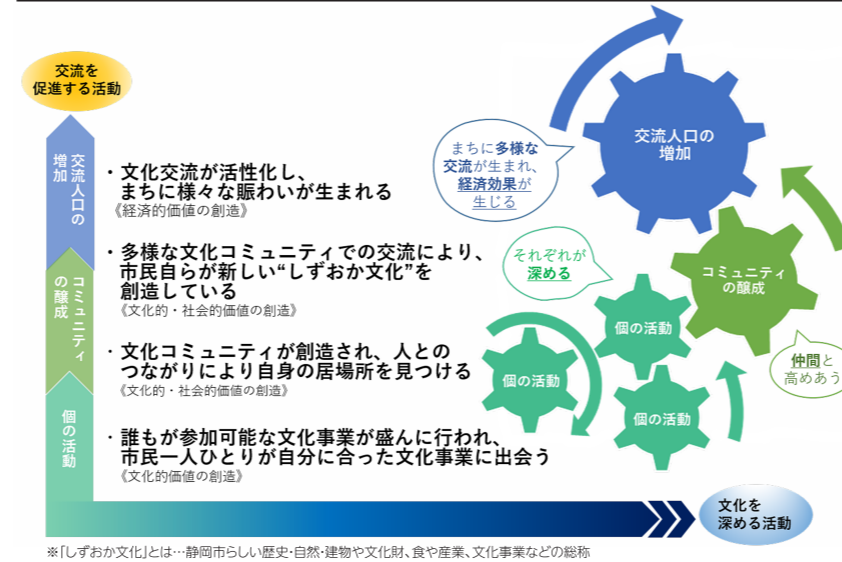 交流を
促進する活動
交流人口の
増加
・文化交流が活性化し、
まちに様々な賑わいが生まれる
《経済的価値の創造》
コミュニティ
の醸成
・多様な文化コミュニティでの交流により、
市民自らが新しい“しずおか文化”を
創造している
《文化的・社会的価値の創造》
・文化コミュニティが創造され、人との
つながりにより自身の居場所を見つける
《文化的・社会的価値の創造》
個の活動
・誰もが参加可能な文化事業が盛んに行われ、
市民一人ひとりが自分に合った文化事業に出会う
《文化的価値の創造》
まちに多様な
交流が生まれ、
経済効果が
生じる
交流人口の
増加
それぞれが
深める
コミュニティ
の醸成
個の活動
個の活動
個の活動
仲間と
高めあう
文化を
深める活動
※「しずおか文化」とは…静岡市らしい歴史・自然・建物や文化財、食や産業、文化事業などの総称